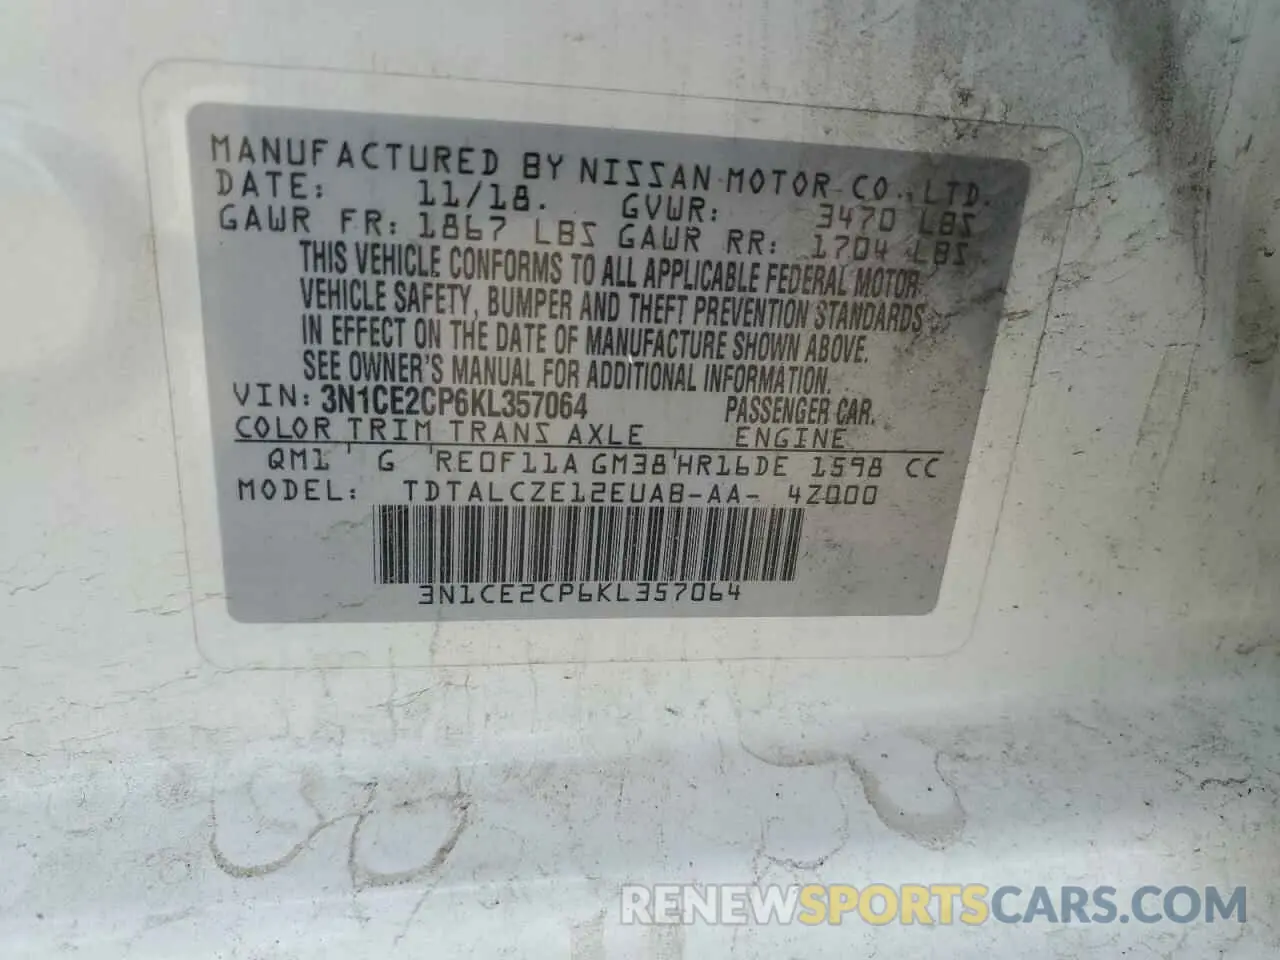 MANUFACTURED BY NISSAN MOTOR CO., LTD.
DATE: 11/18. GVWR: 3470 LBS
GAWR FR: 1867 LBS GAWR RR: 1704 LBS
THIS VEHICLE CONFORMS TO ALL APPLICABLE FEDERAL MOTOR
VEHICLE SAFETY, BUMPER AND THEFT PREVENTION STANDARDS
IN EFFECT ON THE DATE OF MANUFACTURE SHOWN ABOVE.
SEE OWNER'S MANUAL FOR ADDITIONAL INFORMATION.
VIN: 3N1CE2CP6KL357064 PASSENGER CAR.
COLOR TRIM TRANS AXLE ENGINE
QM1 ' G 'RE0F11A GM38'HR16DE 1598 CC
MODEL: TDTALCZE12EUAB-AA- 4Z000
3N1CE2CP6KL357064
RENEWSPORTSCARS.COM